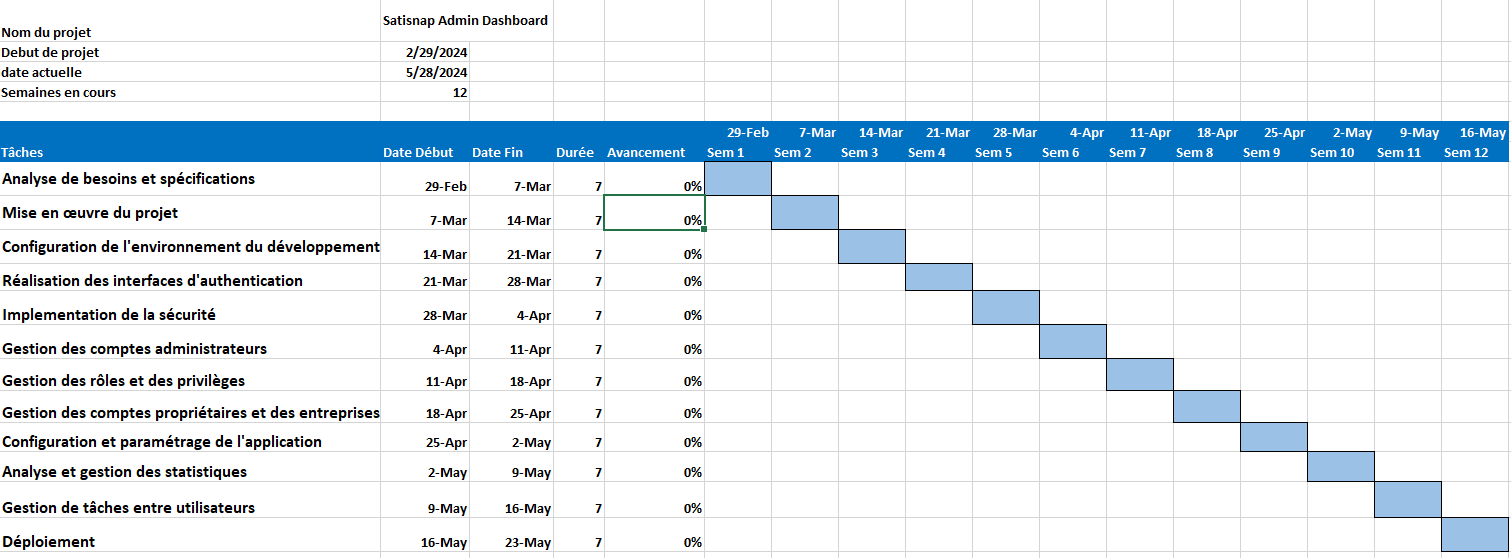 Satisnap Admin Dashboard
Nom du projet
Debut de projet 2/29/2024
date actuelle 5/28/2024
Semaines en cours 12
29-Feb 7-Mar 14-Mar 21-Mar 28-Mar 4-Apr 11-Apr 18-Apr 25-Apr 2-May 9-May 16-May
Tâches Date Début Date Fin Durée Avancement Sem 1 Sem 2 Sem 3 Sem 4 Sem 5 Sem 6 Sem 7 Sem 8 Sem 9 Sem 10 Sem 11 Sem 12
Analyse de besoins et spécifications 29-Feb 7-Mar 7 0%
Mise en œuvre du projet 7-Mar 14-Mar 7 0%
Configuration de l'environnement du développement 14-Mar 21-Mar 7 0%
Réalisation des interfaces d'authentication 21-Mar 28-Mar 7 0%
Implementation de la sécurité 28-Mar 4-Apr 7 0%
Gestion des comptes administrateurs 4-Apr 11-Apr 7 0%
Gestion des rôles et des privilèges 11-Apr 18-Apr 7 0%
Gestion des comptes propriétaires et des entreprises 18-Apr 25-Apr 7 0%
Configuration et paramétrage de l'application 25-Apr 2-May 7 0%
Analyse et gestion des statistiques 2-May 9-May 7 0%
Gestion de tâches entre utilisateurs 9-May 16-May 7 0%
Déploiement 16-May 23-May 7 0%